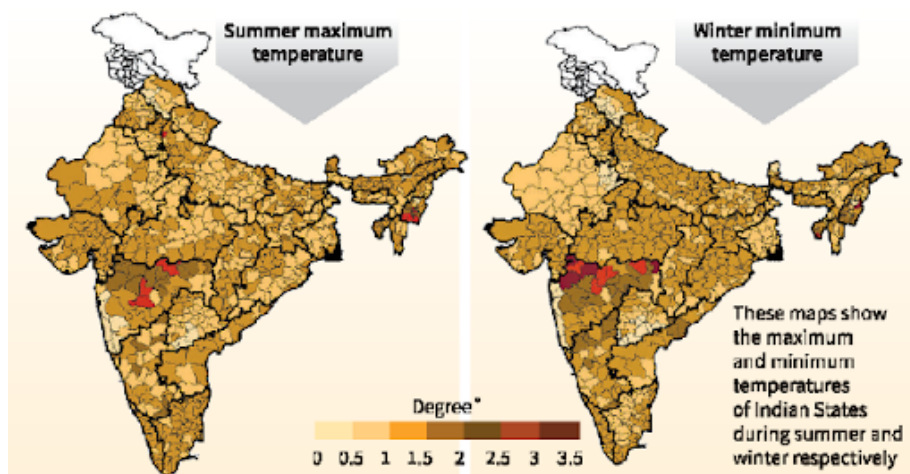 Summer maximum
temperature
Winter minimum
temperature
These maps show
the maximum
and minimum
temperatures
of Indian States
during summer and
winter respectively
Degree*
0 0.5 1 1.5 2 2.5 3 3.5